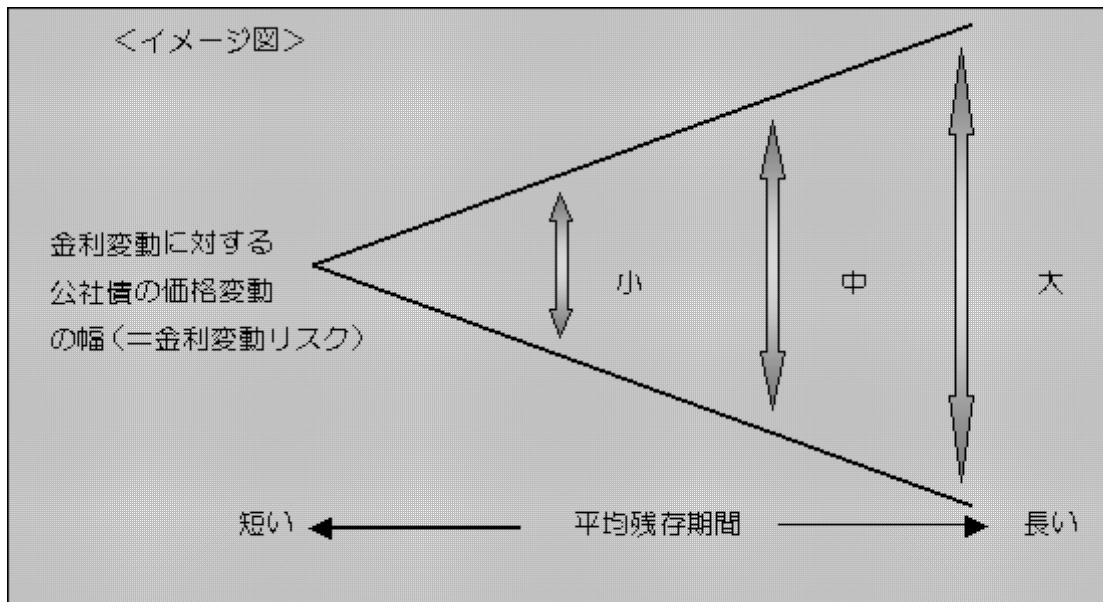 <イメージ図>
金利変動に対する
公社債の価格変動
の幅(=金利変動リスク)
小
中
大
短い
平均残存期間
長い